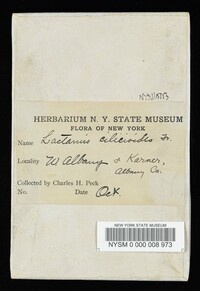 NYSf1573
HERBARIUM N. Y. STATE MUSEUM
FLORA OF NEW YORK
Name Lactarius cilicioides Fr.
Locality W Albany & Karner,
Albany Co.
Collected by Charles H. Peck
No. Date Oct.
NEW YORK STATE MUSEUM
NYSM 0 000 008 973